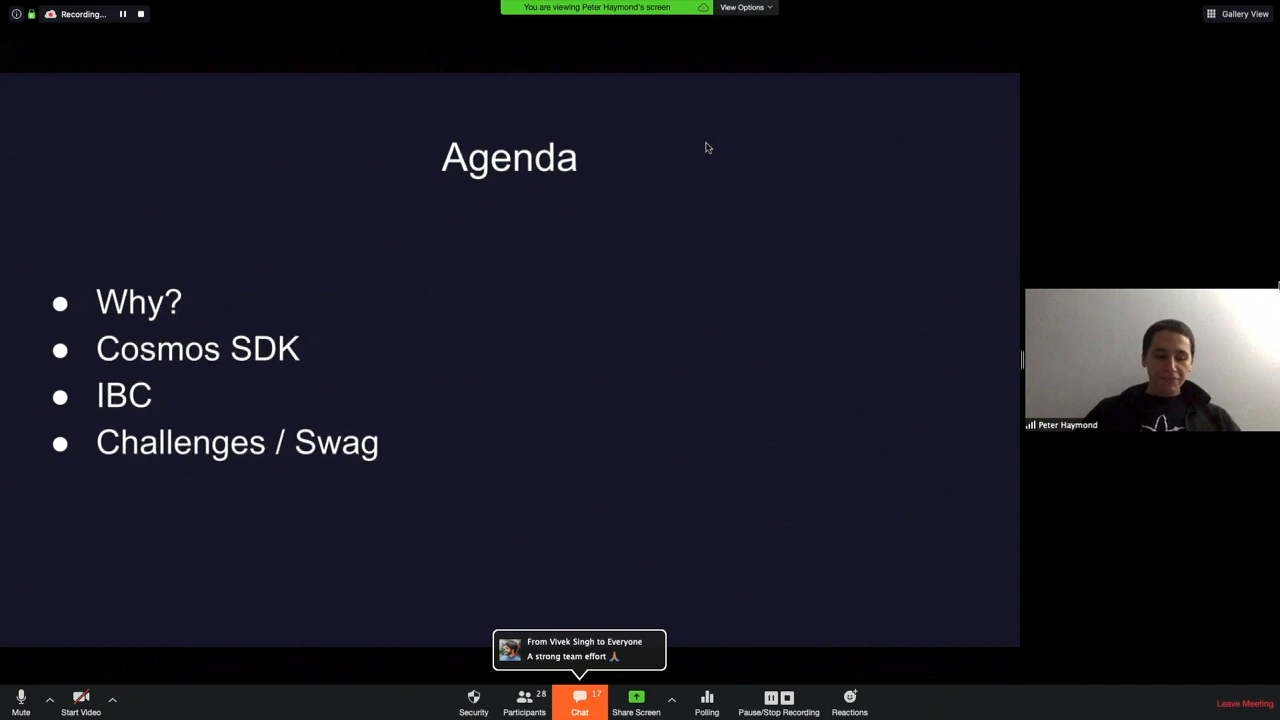 Recording...
You are viewing Peter Haymond's screen
View Options
Gallery View
Agenda
Why?
Cosmos SDK
IBC
Challenges / Swag
Peter Haymond
From Vivek Singh to Everyone
A strong team effort 🙏🏽
28
17
Mute
Start Video
Security
Participants
Chat
Share Screen
Polling
Pause/Stop Recording
Reactions
Leave Meeting